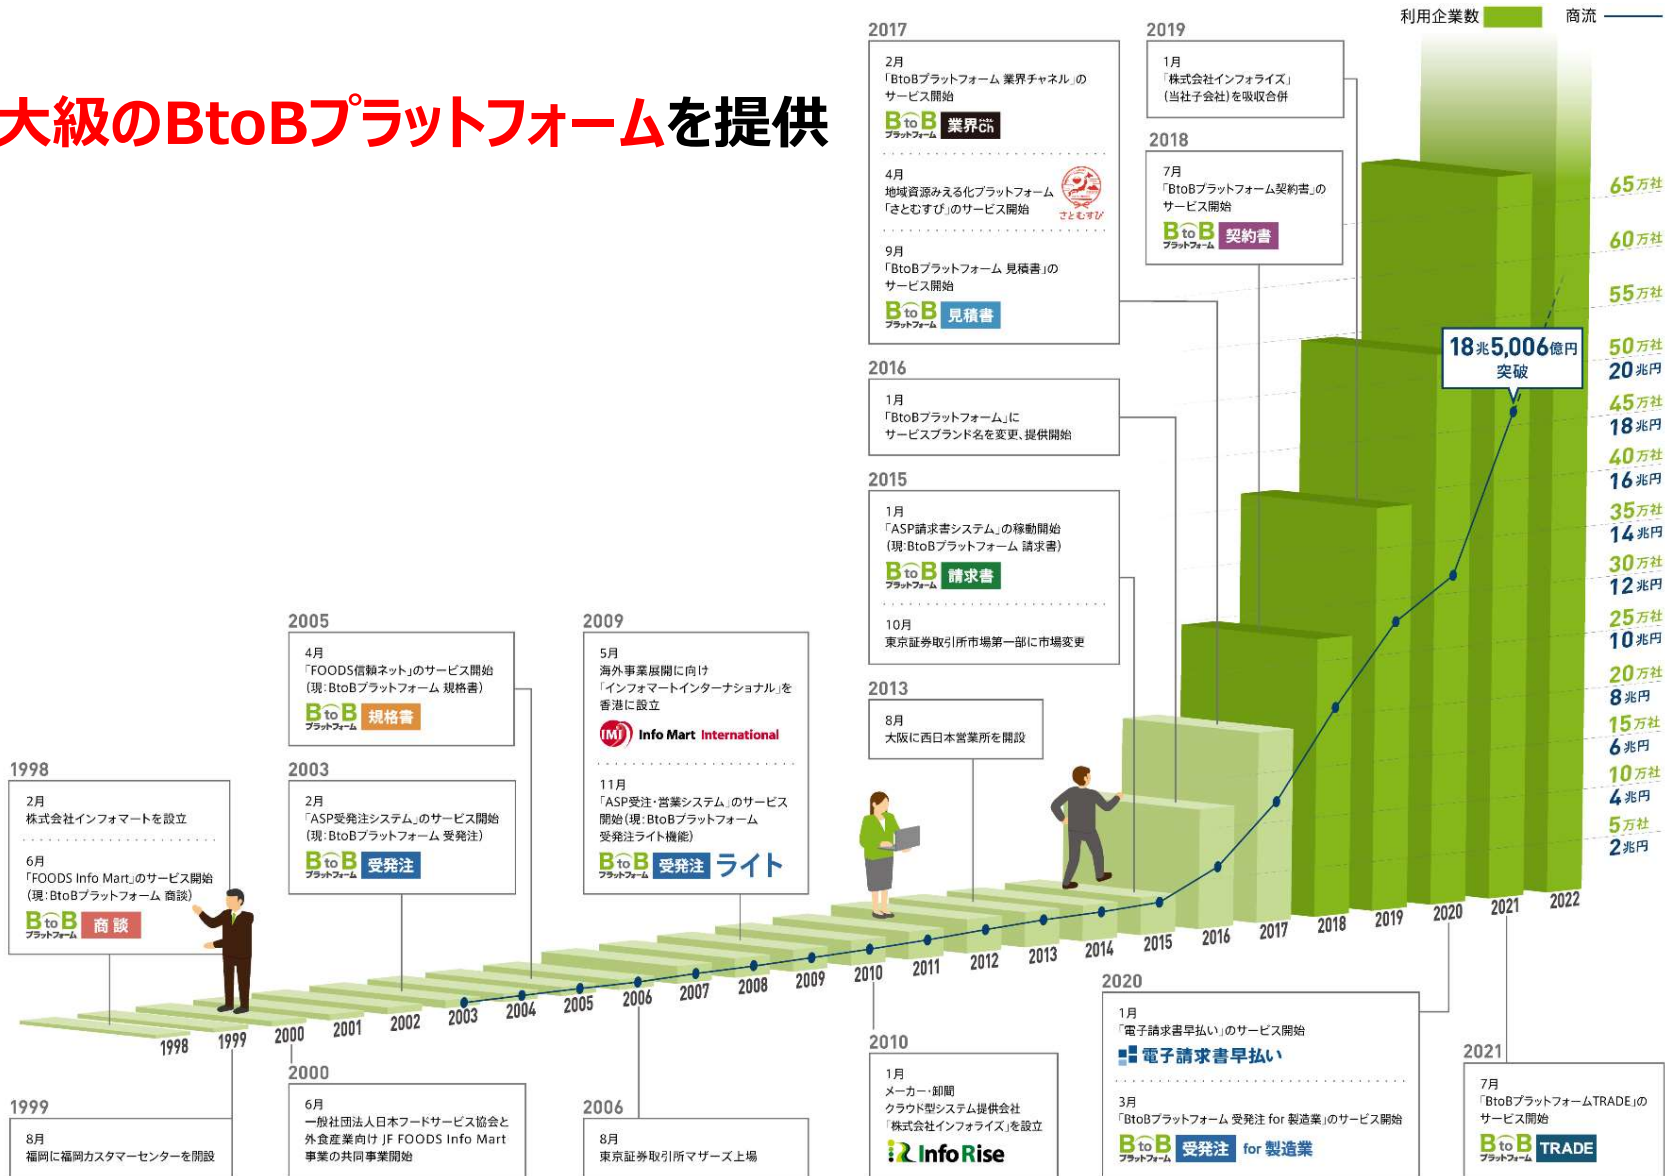 大級のBtoBプラットフォームを提供
利用企業数
商流
2017
2月
「BtoBプラットフォーム 業界チャネル」の
サービス開始
BtoB
プラットフォーム
業界ch
4月
地域資源みえる化プラットフォーム
「さとむすび」のサービス開始
さとむすび
9月
「BtoBプラットフォーム 見積書」の
サービス開始
BtoB
プラットフォーム
見積書
2019
1月
「株式会社インフォライズ」
(当社子会社)を吸収合併
2018
7月
「BtoBプラットフォーム契約書」の
サービス開始
BtoB
プラットフォーム
契約書
2016
1月
「BtoBプラットフォーム」に
サービスブランド名を変更、提供開始
2015
1月
「ASP請求書システム」の稼動開始
(現:BtoBプラットフォーム 請求書)
BtoB
プラットフォーム
請求書
10月
東京証券取引所市場第一部に市場変更
2013
8月
大阪に西日本営業所を開設
2005
4月
「FOODS信頼ネット」のサービス開始
(現:BtoBプラットフォーム 規格書)
BtoB
プラットフォーム
規格書
2009
5月
海外事業展開に向け
「インフォマートインターナショナル」を
香港に設立
IMI Info Mart International
11月
「ASP受注・営業システム」のサービス
開始(現:BtoBプラットフォーム
受発注ライト機能)
BtoB
プラットフォーム
受発注 ライト
1998
2月
株式会社インフォマートを設立
6月
「FOODS Info Mart」のサービス開始
(現:BtoBプラットフォーム 商談)
BtoB
プラットフォーム
商談
2003
2月
「ASP受発注システム」のサービス開始
(現:BtoBプラットフォーム 受発注)
BtoB
プラットフォーム
受発注
18兆5,006億円
突破
65万社
60万社
55万社
50万社
20兆円
45万社
18兆円
40万社
16兆円
35万社
14兆円
30万社
12兆円
25万社
10兆円
20万社
8兆円
15万社
6兆円
10万社
4兆円
5万社
2兆円
1998
1999
2000
2001
2002
2003
2004
2005
2006
2007
2008
2009
2010
2011
2012
2013
2014
2015
2016
2017
2018
2019
2020
2021
2022
1999
8月
福岡に福岡カスタマーセンターを開設
2000
6月
一般社団法人日本フードサービス協会と
外食産業向け JF FOODS Info Mart
事業の共同事業開始
2006
8月
東京証券取引所マザーズ上場
2010
1月
メーカー・卸間
クラウド型システム提供会社
「株式会社インフォライズ」を設立
InfoRise
2020
1月
「電子請求書早払い」のサービス開始
電子請求書早払い
3月
「BtoBプラットフォーム 受発注 for 製造業」のサービス開始
BtoB
プラットフォーム
受発注 for 製造業
2021
7月
「BtoBプラットフォームTRADE」の
サービス開始
BtoB
プラットフォーム
TRADE